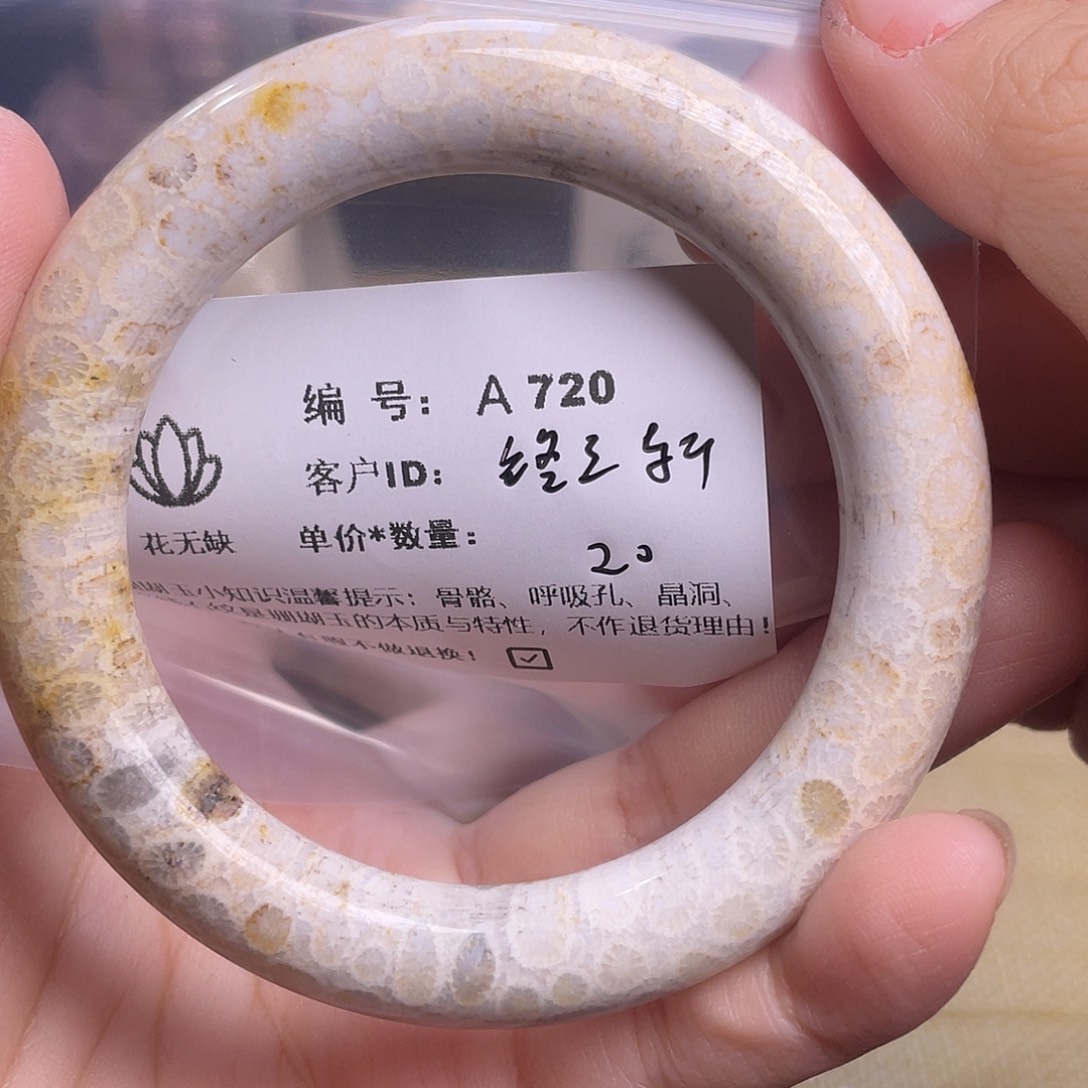 编 号: A 720
客户ID:
花无缺
单价*数量:
20
瑚玉小知识温馨提示: 骨骼、呼吸孔、晶洞、
纹是珊瑚玉的本质与特性, 不作退货理由!
不做退换!